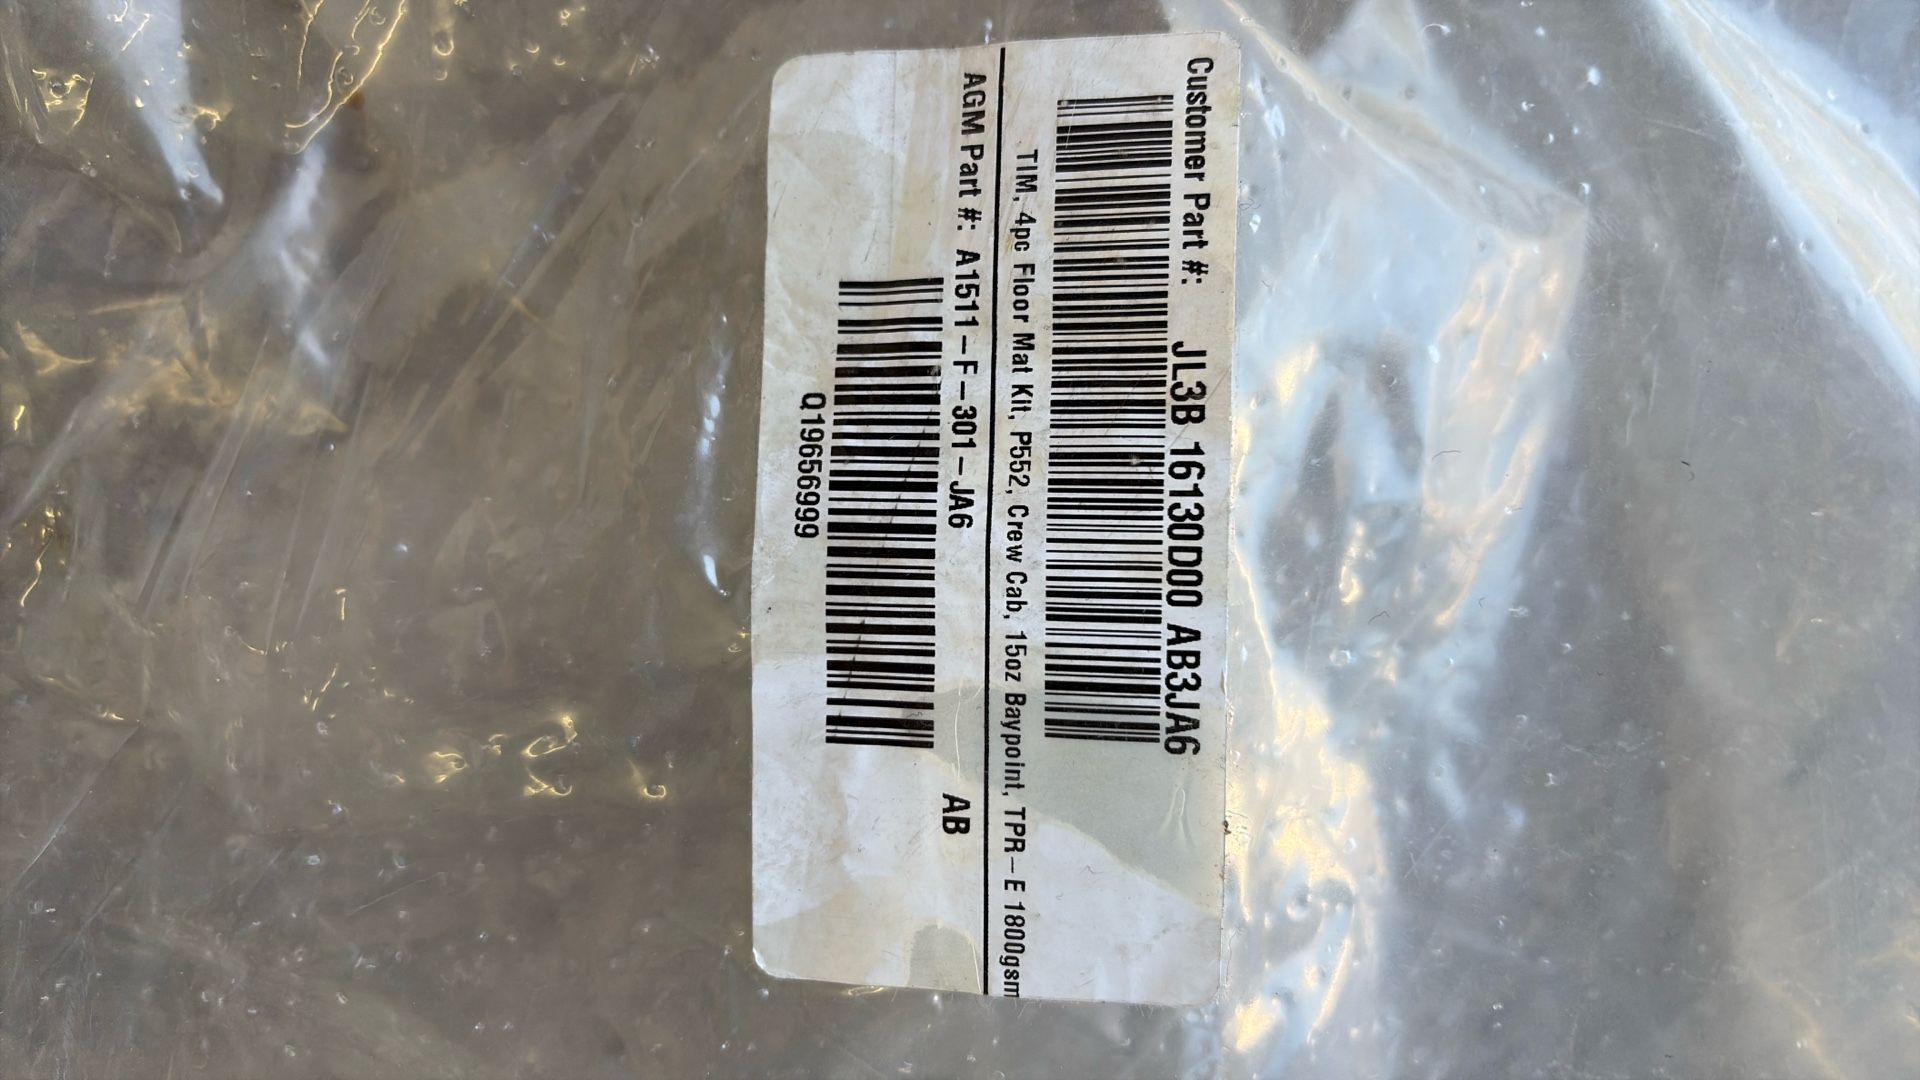 Customer Part #: JL3B 16130D00 AB3JA6
TIM, 4pc Floor Mat Kit, P552, Crew Cab, 15oz Baypoint, TPR-E 1800gsm
AGM Part #: A1511-F-301-JA6 AB
Q196569999